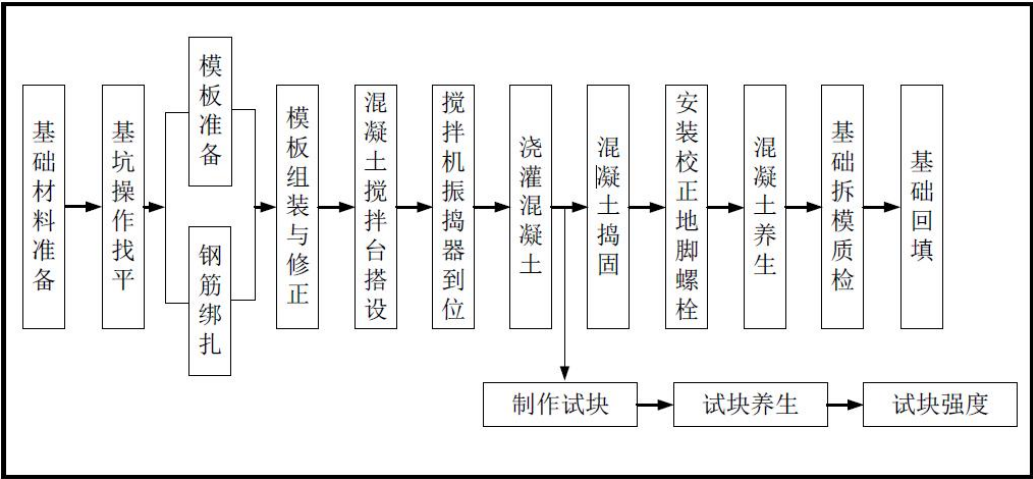 基础材料准备
基坑操作找平
模板准备
钢筋绑扎
模板组装与修正
混凝土搅拌台搭设
搅拌机振捣器到位
浇灌混凝土
混凝土捣固
安装校正地脚螺栓
混凝土养生
基础拆模质检
基础回填
制作试块
试块养生
试块强度